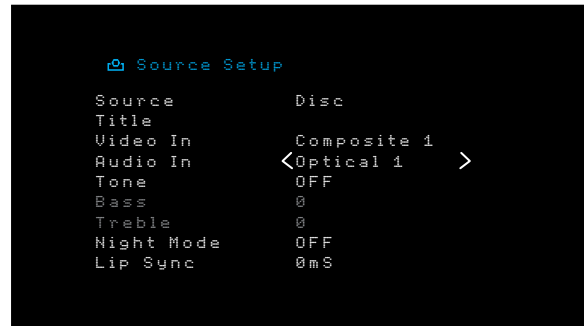 Source Setup
Source Disc
Title
Video In Composite 1
Audio In <Optical 1 >
Tone OFF
Bass 0
Treble 0
Night Mode OFF
Lip Sync 0mS